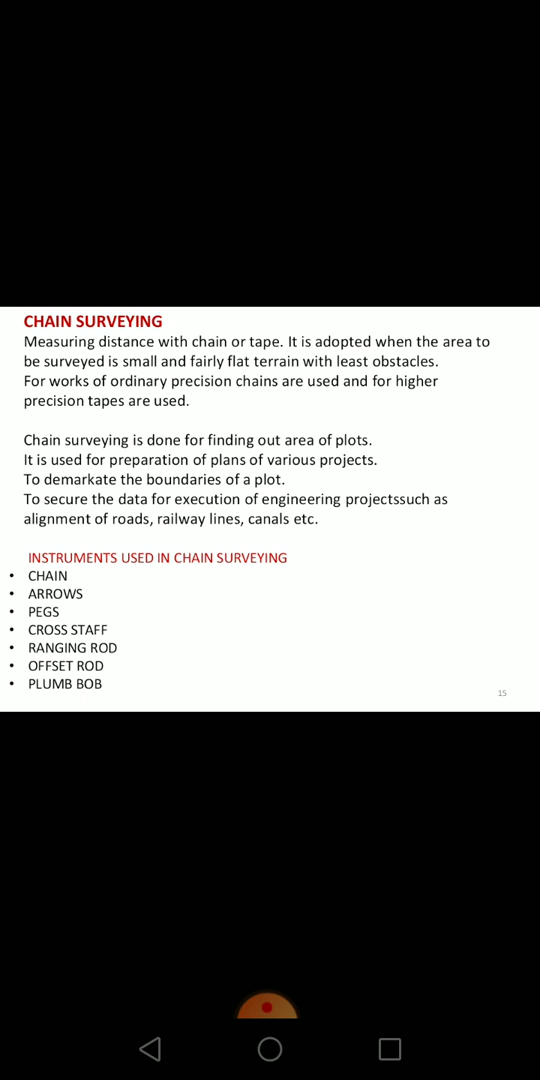 CHAIN SURVEYING
Measuring distance with chain or tape. It is adopted when the area to
be surveyed is small and fairly flat terrain with least obstacles.
For works of ordinary precision chains are used and for higher
precision tapes are used.
Chain surveying is done for finding out area of plots.
It is used for preparation of plans of various projects.
To demarkate the boundaries of a plot.
To secure the data for execution of engineering projectssuch as
alignment of roads, railway lines, canals etc.
INSTRUMENTS USED IN CHAIN SURVEYING
• CHAIN
• ARROWS
• PEGS
• CROSS STAFF
• RANGING ROD
• OFFSET ROD
• PLUMB BOB
15